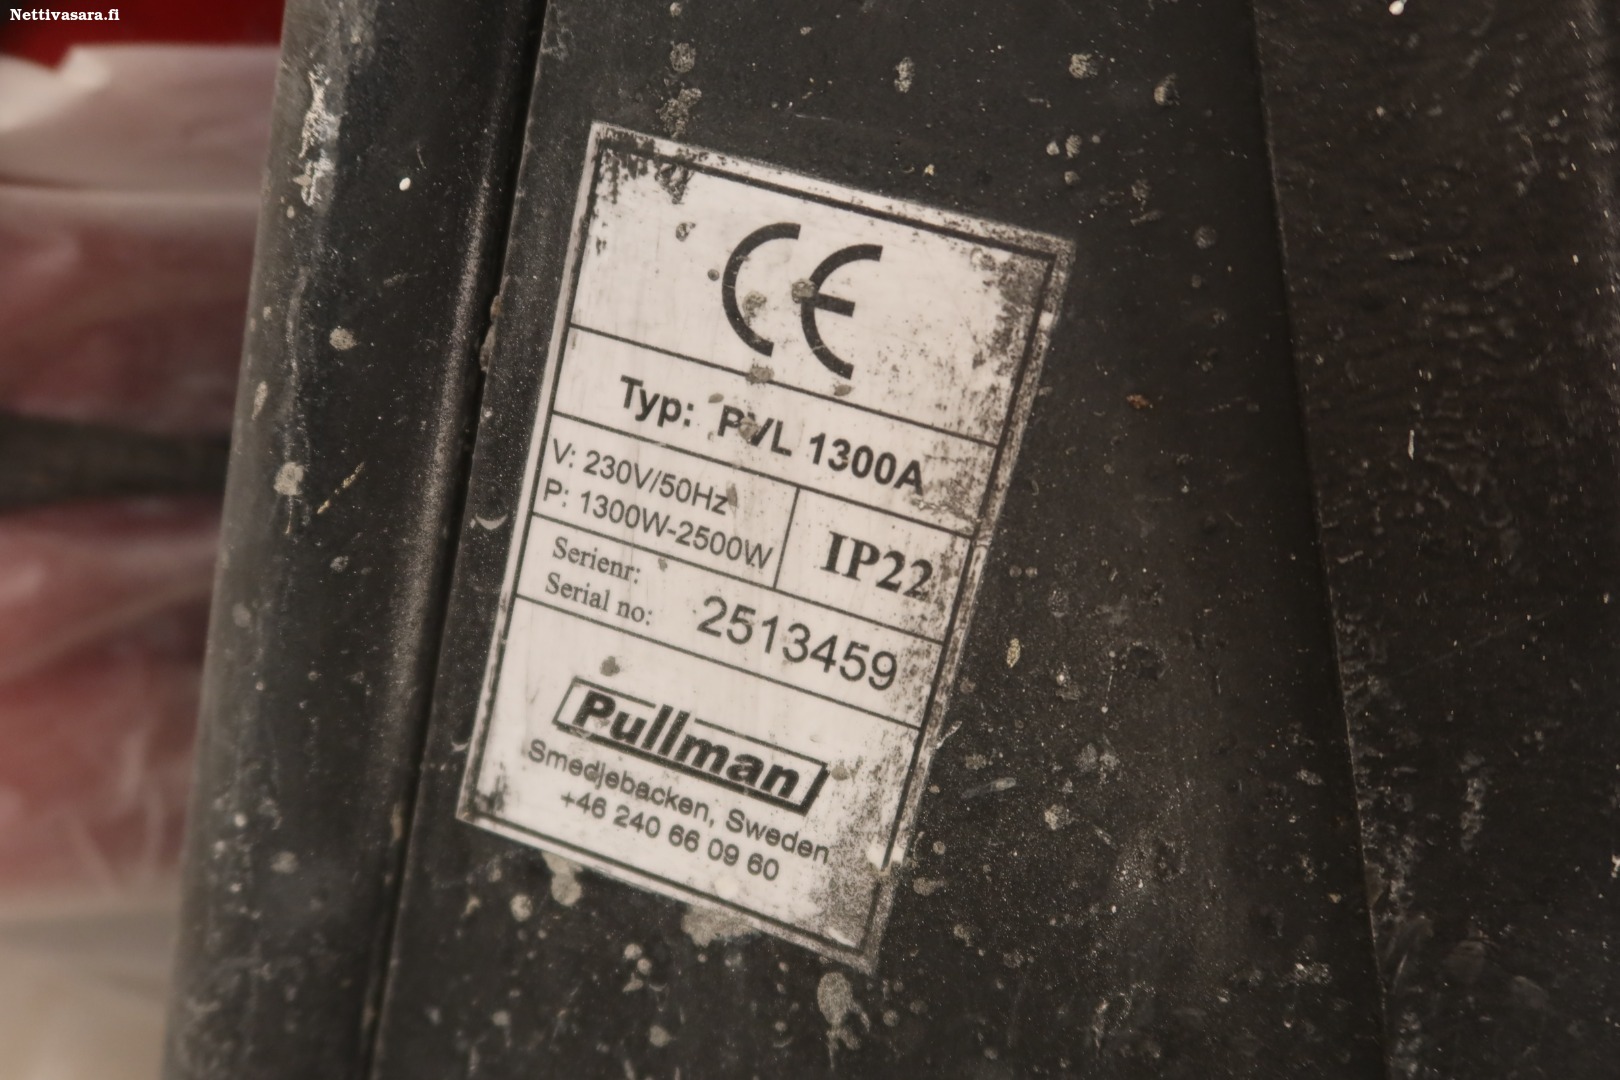 Nettivasara.fi
CE
Typ: PVL 1300A
V: 230V/50Hz
P: 1300W-2500W
IP22
Serienr:
Serial no: 2513459
Pullman
Smedjebacken, Sweden
+46 240 66 09 60